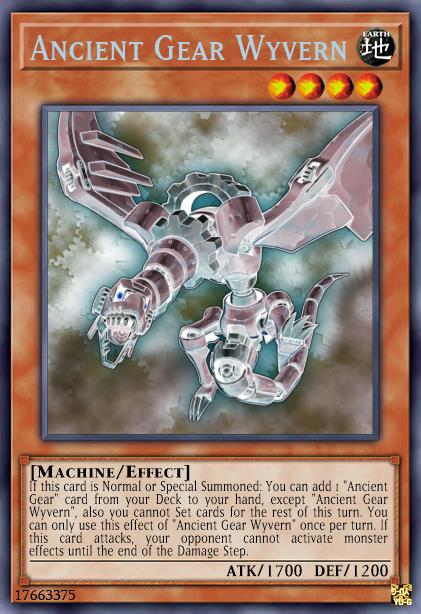 ANCIENT GEAR WYVERN
EARTH
地
[MACHINE/EFFECT]
If this card is Normal or Special Summoned: You can add 1 "Ancient
Gear" card from your Deck to your hand, except "Ancient Gear
Wyvern", also you cannot Set cards for the rest of this turn. You
can only use this effect of "Ancient Gear Wyvern" once per turn. If
this card attacks, your opponent cannot activate monster
effects until the end of the Damage Step.
ATK/1700 DEF/1200
17663375